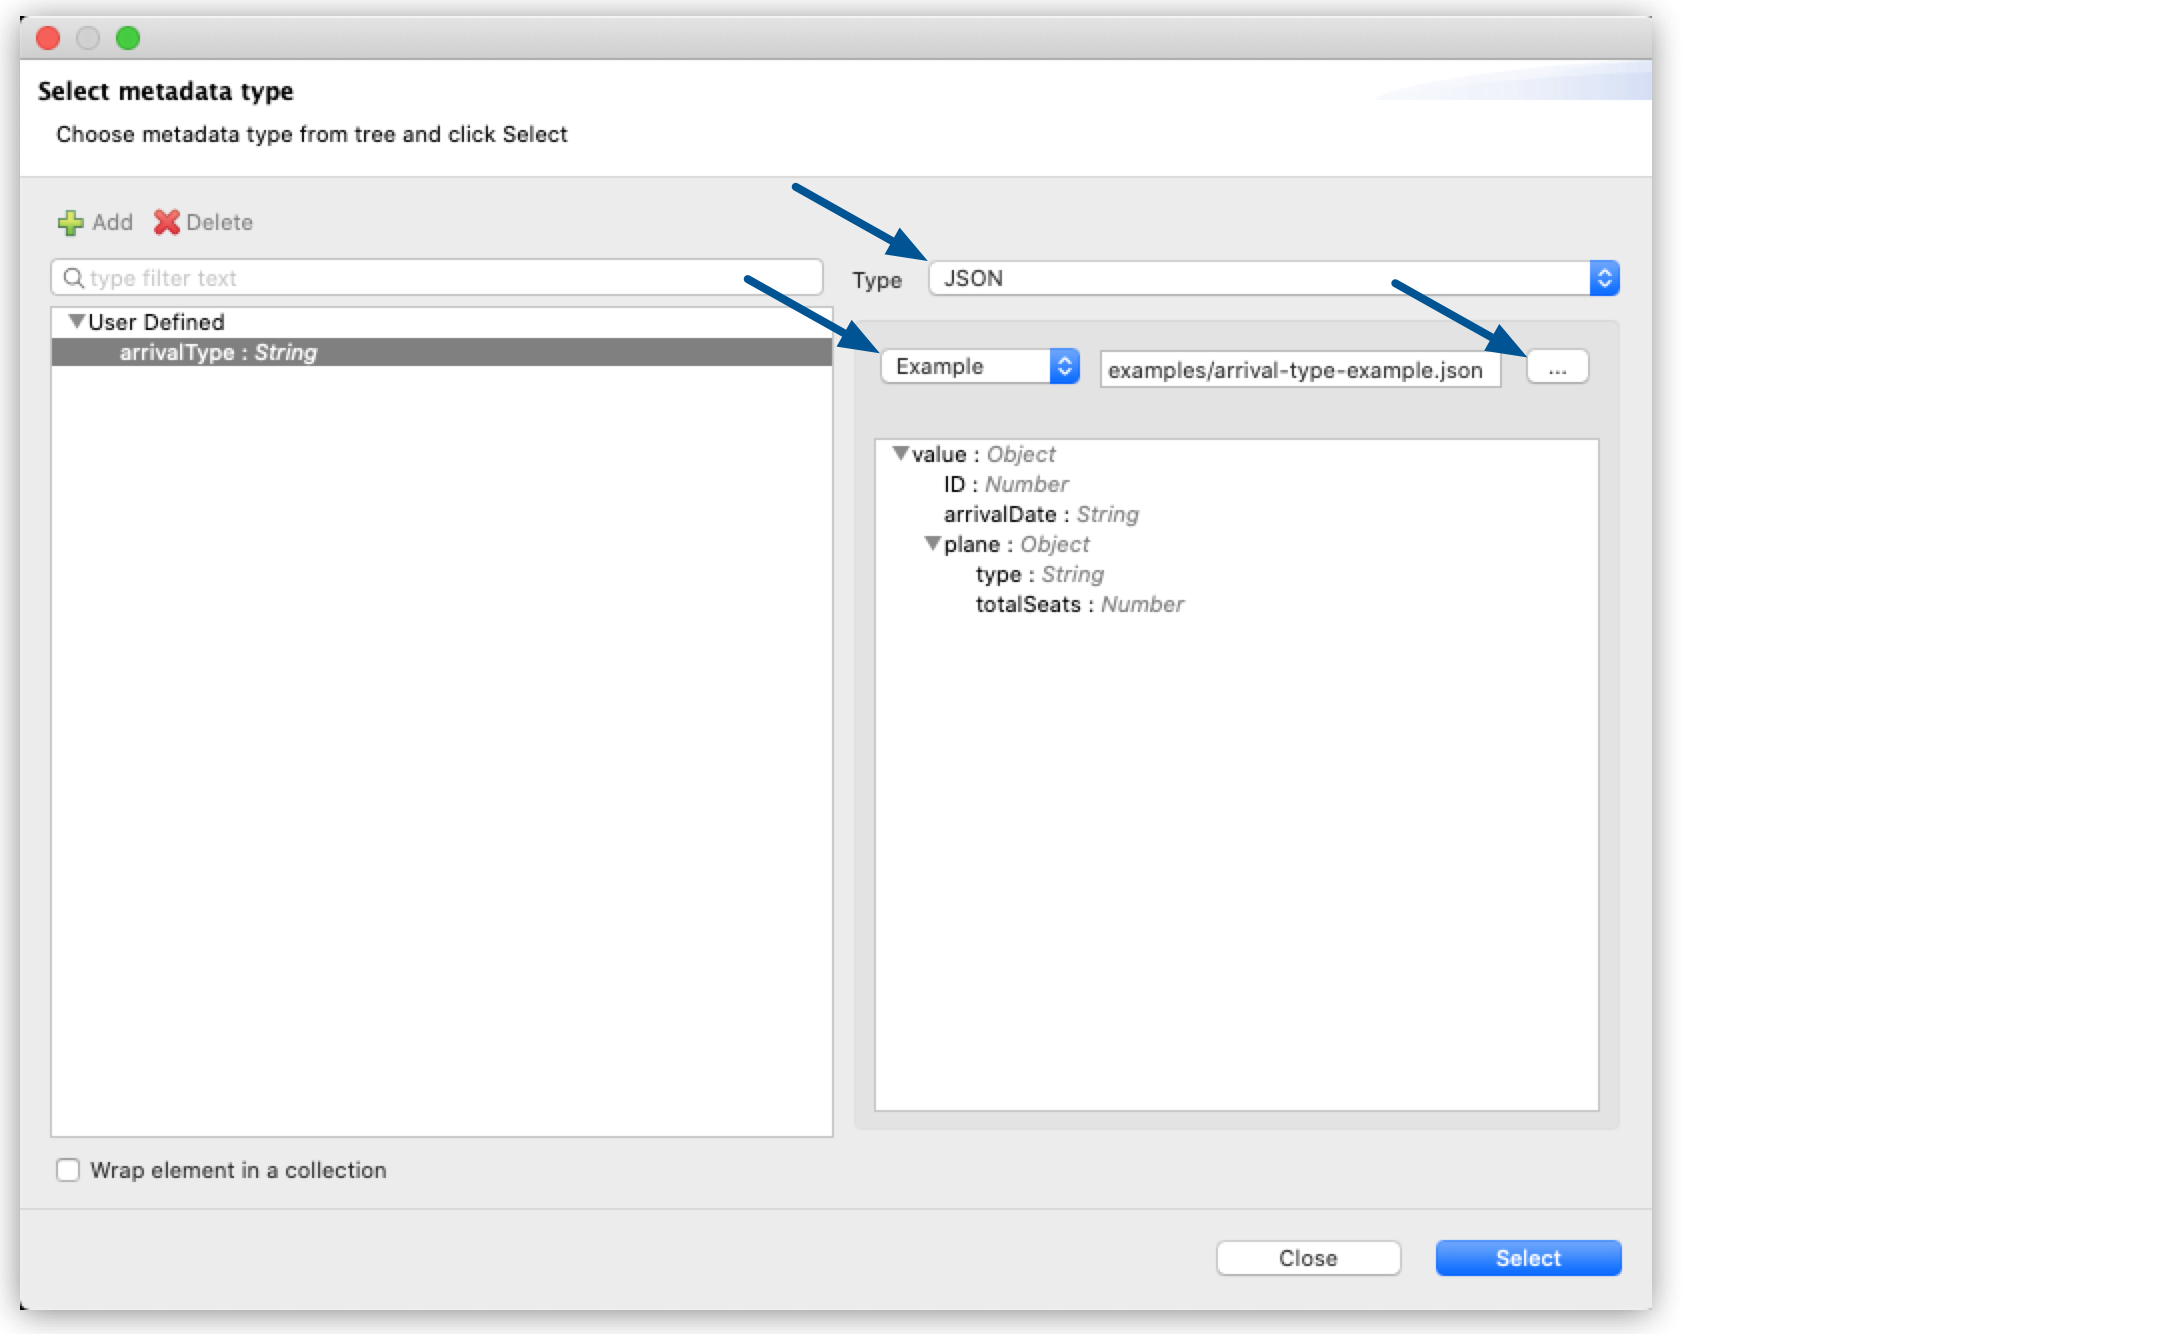 Select metadata type
Choose metadata type from tree and click Select
Add Delete
type filter text
Type JSON
User Defined
arrivalType : String
Example examples/arrival-type-example.json ...
value : Object
ID : Number
arrivalDate : String
plane : Object
type : String
totalSeats : Number
Wrap element in a collection
Close Select